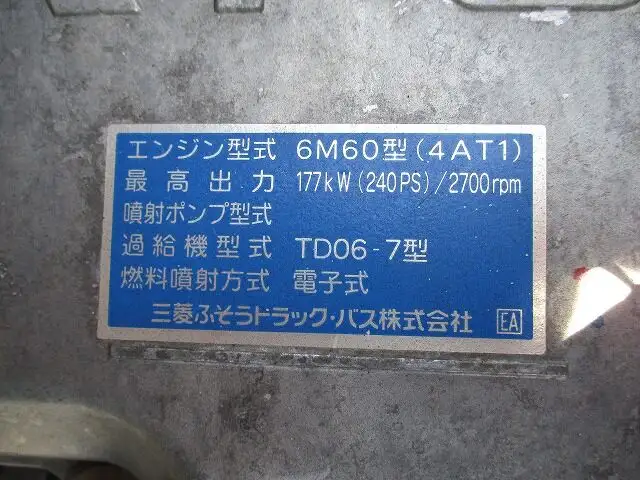 エンジン型式 6M60型(4AT1)
最高出力 177kW(240PS)/2700rpm
噴射ポンプ型式
過給機型式 TD06-7型
燃料噴射方式 電子式
三菱ふそうトラック・バス株式会社 EA